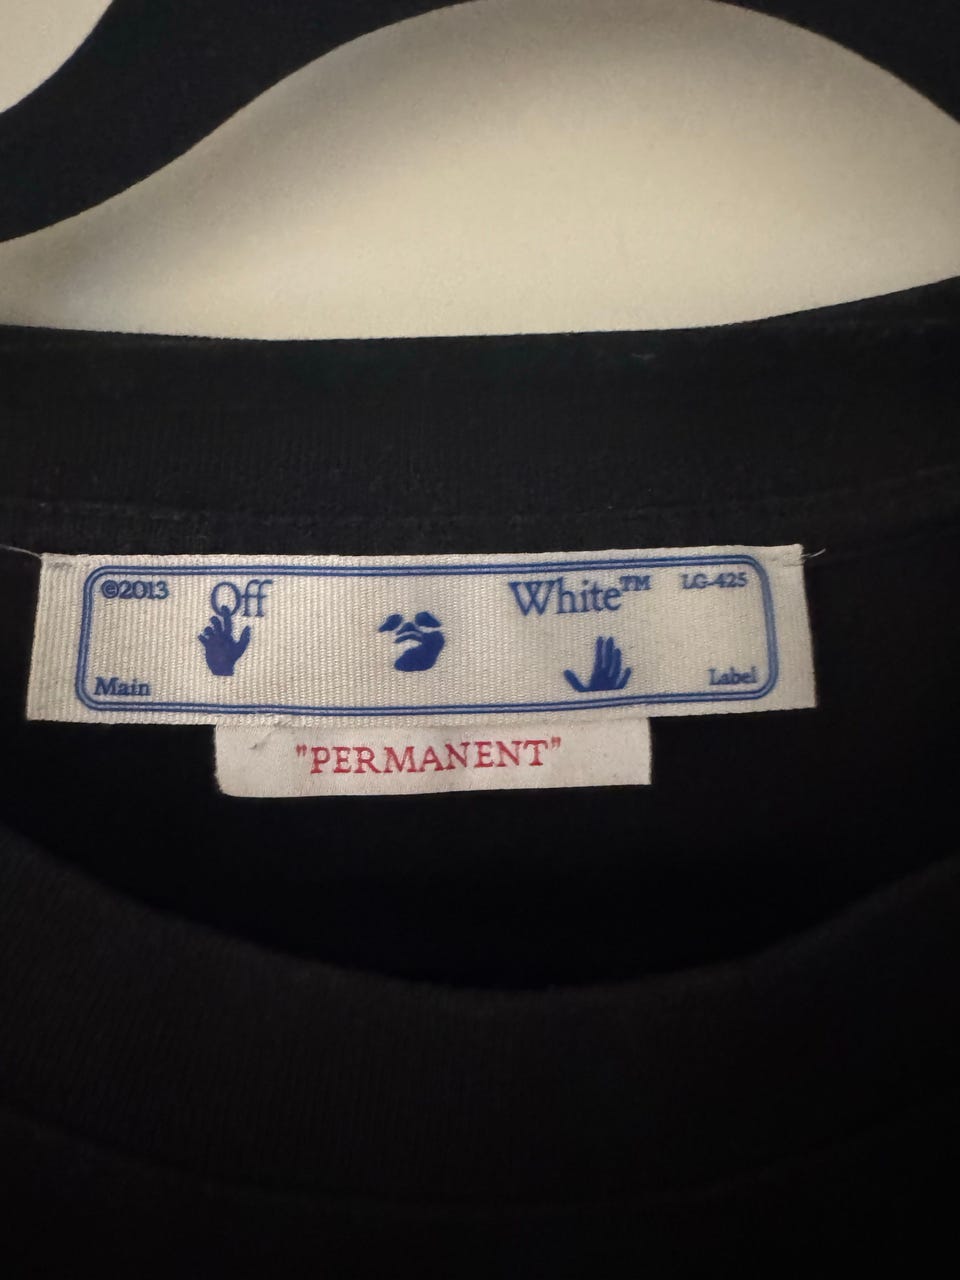 ©2013 Off White™ LG-425
Main Label
"PERMANENT"